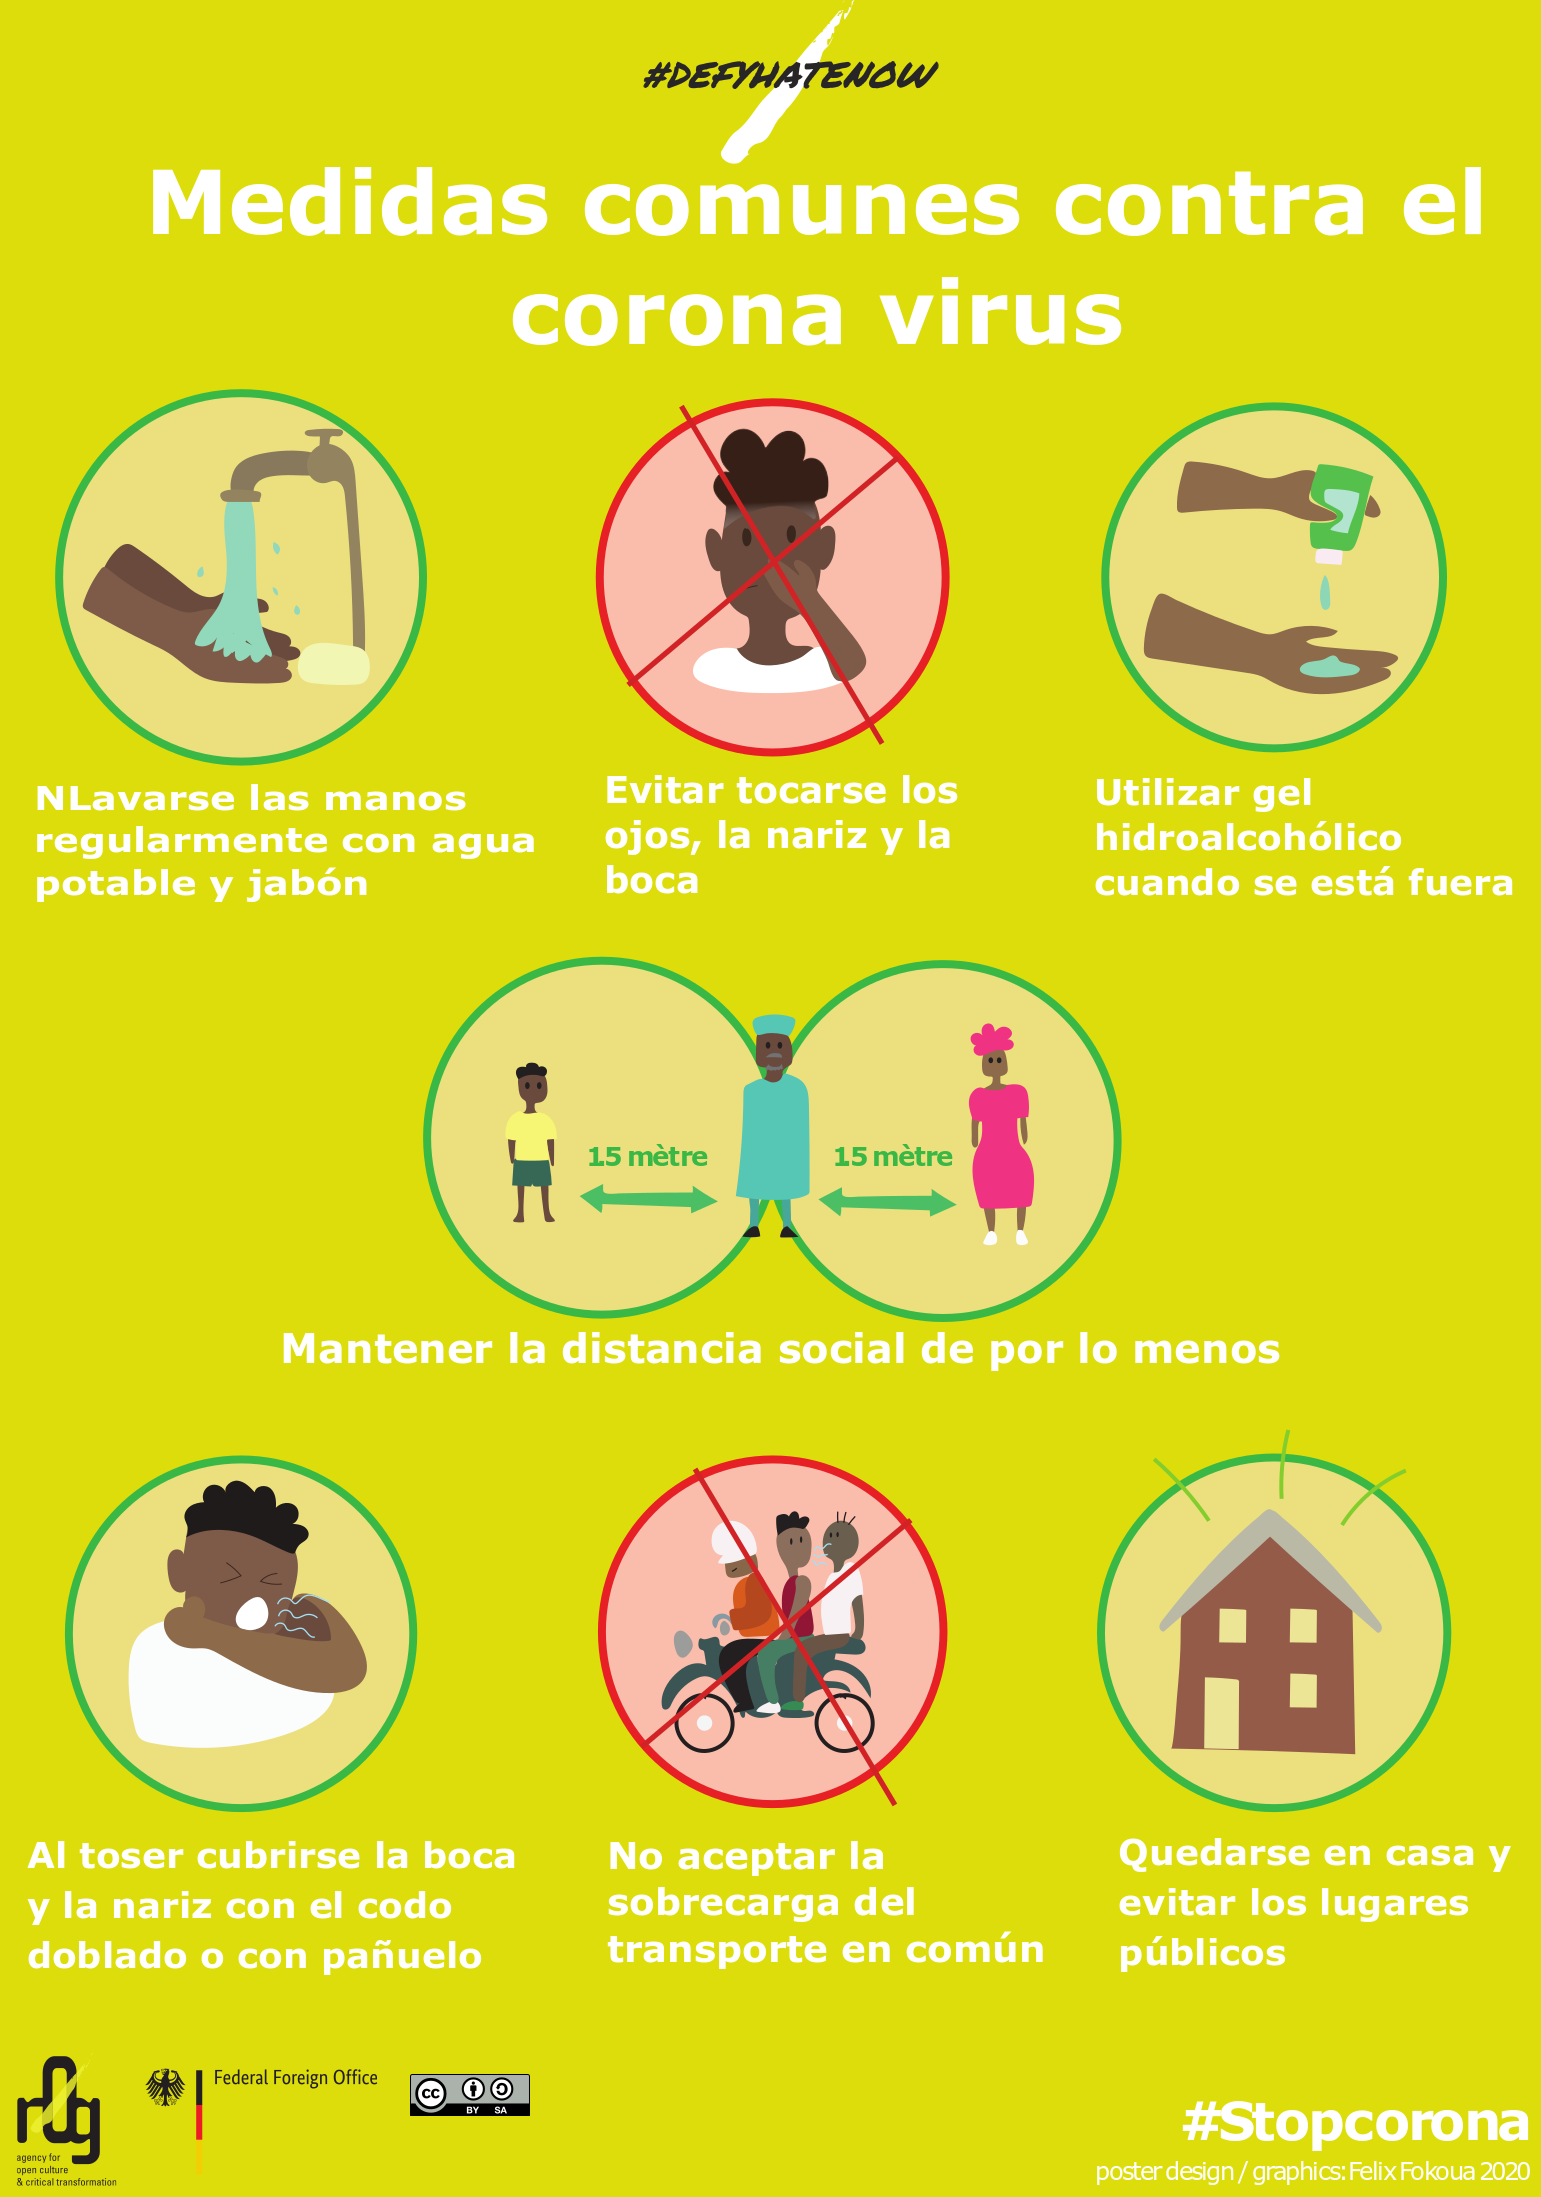 #DEFYHATENOW
Medidas comunes contra el
corona virus
NLavarse las manos
regularmente con agua
potable y jabón
Evitar tocarse los
ojos, la nariz y la
boca
Utilizar gel
hidroalcohólico
cuando se está fuera
15 mètre
15 mètre
Mantener la distancia social de por lo menos
Al toser cubrirse la boca
y la nariz con el codo
doblado o con pañuelo
No aceptar la
sobrecarga del
transporte en común
Quedarse en casa y
evitar los lugares
públicos
r0g
agency for
open culture
& critical transformation
Federal Foreign Office
cc
BY SA
#Stopcorona
poster design / graphics: Felix Fokoua 2020